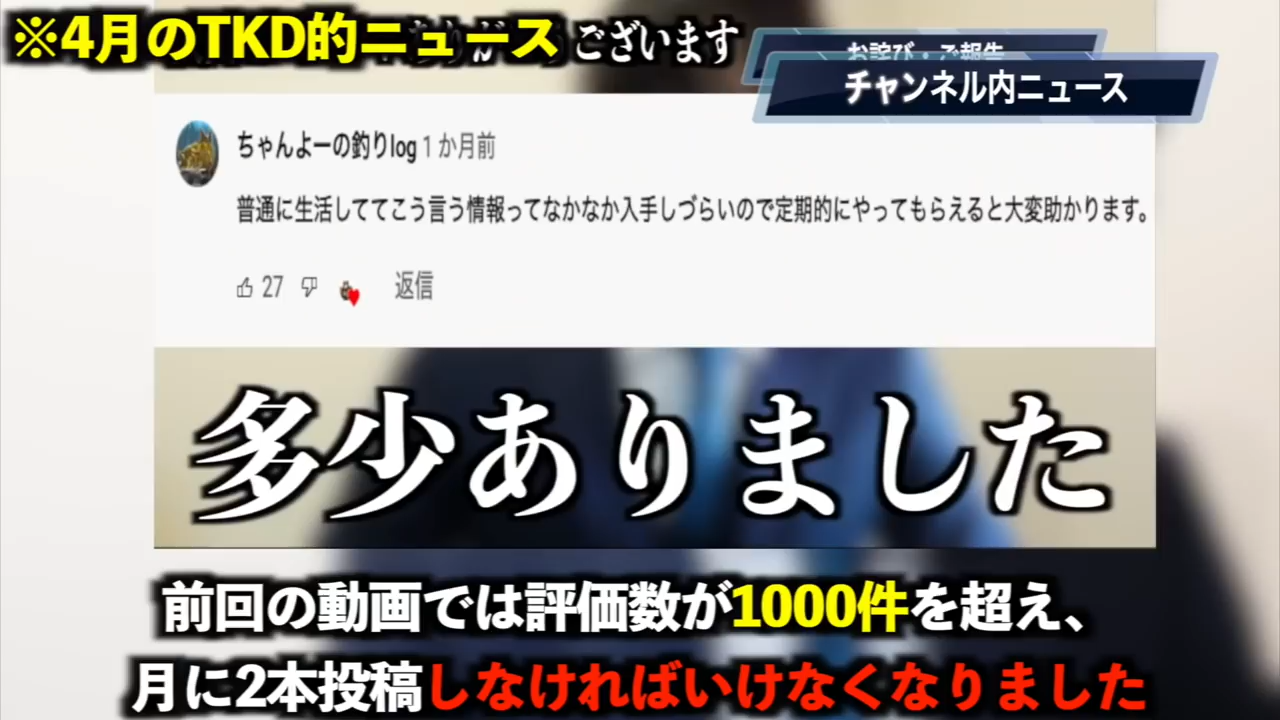 ※4月のTKD的ニュース
ございます
お詫び・ご報告
チャンネル内ニュース
ちゃんよーの釣りlog 1 か月前
普通に生活しててこう言う情報ってなかなか入手しづらいので定期的にやってもらえると大変助かります。
27
返信
多少ありました
前回の動画では評価数が1000件を超え、
月に2本投稿しなければいけなくなりました